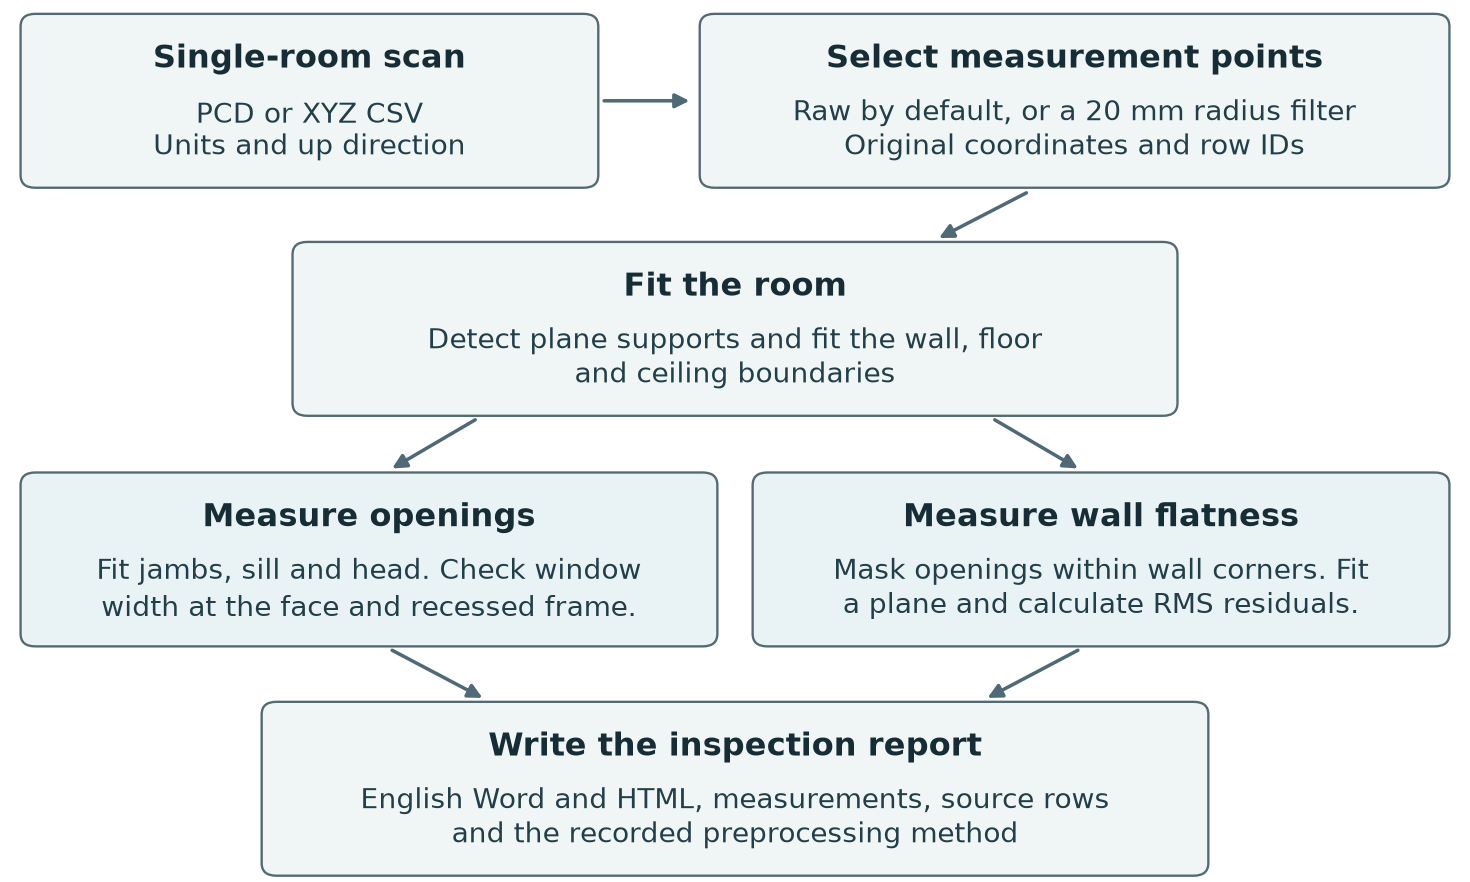 Single-room scan
PCD or XYZ CSV
Units and up direction
Select measurement points
Raw by default, or a 20 mm radius filter
Original coordinates and row IDs
Fit the room
Detect plane supports and fit the wall, floor
and ceiling boundaries
Measure openings
Fit jambs, sill and head. Check window
width at the face and recessed frame.
Measure wall flatness
Mask openings within wall corners. Fit
a plane and calculate RMS residuals.
Write the inspection report
English Word and HTML, measurements, source rows
and the recorded preprocessing method